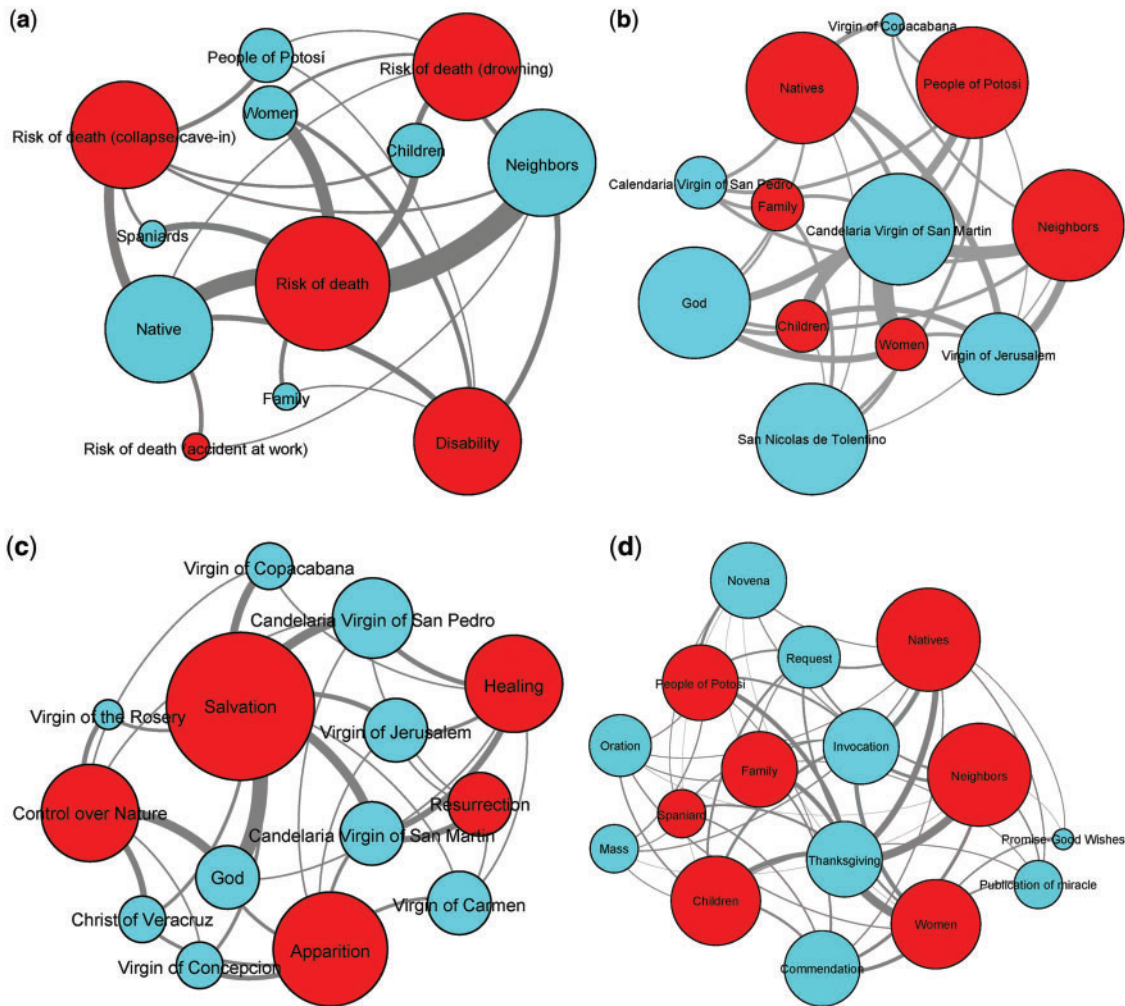 (a)
People of Potosí
Risk of death (drowning)
Women
Risk of death (collapse-cave-in)
Children
Neighbors
Spaniards
Risk of death
Native
Family
Disability
Risk of death (accident at work)
(b)
Virgin of Copacabana
Natives
People of Potosi
Calendaria Virgin of San Pedro
Family
Candelaria Virgin of San Martin
Neighbors
God
Children
Women
Virgin of Jerusalem
San Nicolas de Tolentino
(c)
Virgin of Copacabana
Candelaria Virgin of San Pedro
Healing
Salvation
Virgin of the Rosery
Virgin of Jerusalem
Control over Nature
Resurrection
Candelaria Virgin of San Martin
God
Christ of Veracruz
Virgin of Carmen
Apparition
Virgin of Concepcion
(d)
Novena
Natives
Request
People of Potosi
Oration
Invocation
Family
Neighbors
Spaniard
Mass
Thanksgiving
Promise-Good Wishes
Publication of miracle
Children
Women
Commendation